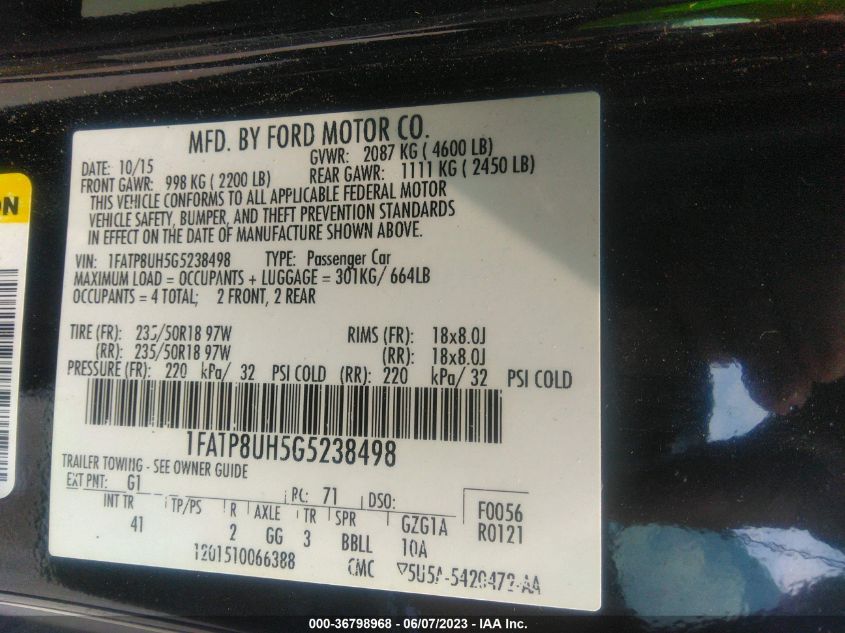 ON
MFD. BY FORD MOTOR CO.
DATE: 10/15 GVWR: 2087 KG ( 4600 LB)
FRONT GAWR: 998 KG ( 2200 LB) REAR GAWR: 1111 KG ( 2450 LB)
THIS VEHICLE CONFORMS TO ALL APPLICABLE FEDERAL MOTOR
VEHICLE SAFETY, BUMPER, AND THEFT PREVENTION STANDARDS
IN EFFECT ON THE DATE OF MANUFACTURE SHOWN ABOVE.
VIN: 1FATP8UH5G5238498 TYPE: Passenger Car
MAXIMUM LOAD = OCCUPANTS + LUGGAGE = 301KG/ 664LB
OCCUPANTS = 4 TOTAL; 2 FRONT, 2 REAR
TIRE (FR): 235/50R18 97W RIMS (FR): 18x8.0J
(RR): 235/50R18 97W (RR): 18x8.0J
PRESSURE (FR): 220 kPa/ 32 PSI COLD (RR): 220 kPa/ 32 PSI COLD
1FATP8UH5G5238498
TRAILER TOWING - SEE OWNER GUIDE
EXT PNT: G1 RC: 71 DSO: F0056
INT TR TP/PS R AXLE TR SPR GZG1A R0121
41 2 GG 3 BBLL 10A
1201510066388 CMC 5U5A-5420472-AA
000-36798968 - 06/07/2023 - IAA Inc.